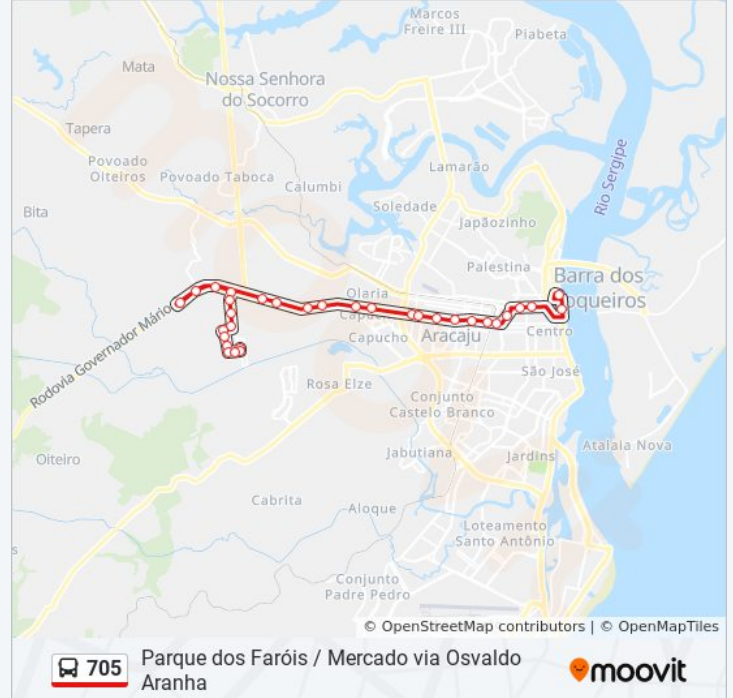 Marcos
Freire III
Piabeta
Mata
Nossa Senhora
do Socorro
Tapera
Povoado
Oiteiros
Povoado Taboca
Calumbi
Lamarão
Rio Sergipe
Bita
Soledade
Japãozinho
Palestina
Barra dos
Coqueiros
Olaria
Capucho
Aracaju
Centro
Rodovia Governador Mário
Capucho
São José
Rosa Elze
Conjunto
Castelo Branco
Atalaia Nova
Oiteiro
Jabutiana
Jardins
Cabrita
Aloque
Loteamento
Santo Antônio
s
Conjunto
Padre Pedro
© OpenStreetMap contributors | © OpenMapTiles
705
Parque dos Faróis / Mercado via Osvaldo
Aranha
moovit